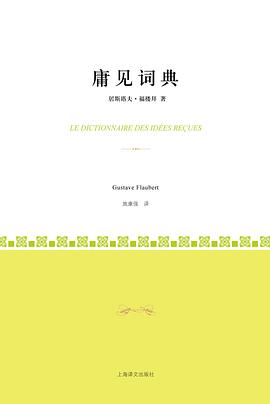 庸见词典
居斯塔夫·福楼拜 著
LE DICTIONNAIRE DES IDÉES REÇUES
Gustave Flaubert
施康强 译
上海译文出版社